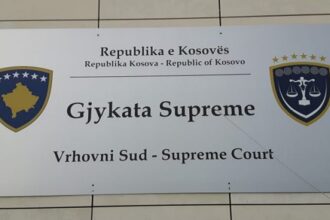 Republika e Kosovës
Republika Kosova - Republic of Kosovo
Gjykata Supreme
Vrhovni Sud - Supreme Court